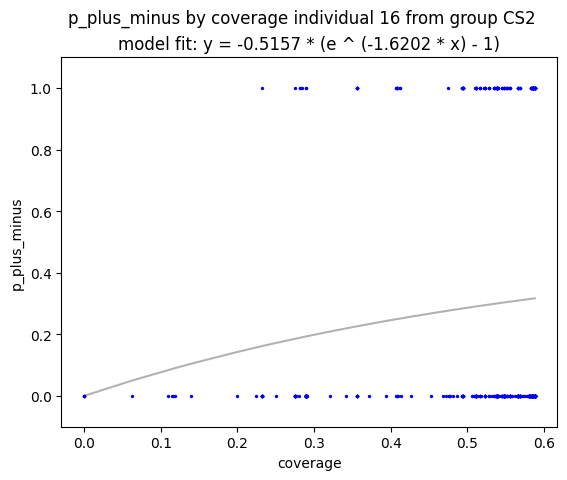 p_plus_minus by coverage individual 16 from group CS2
model fit: y = -0.5157 * (e ^ (-1.6202 * x) - 1)
1.0
0.8
0.6
0.4
0.2
0.0
p_plus_minus
0.0 0.1 0.2 0.3 0.4 0.5 0.6
coverage